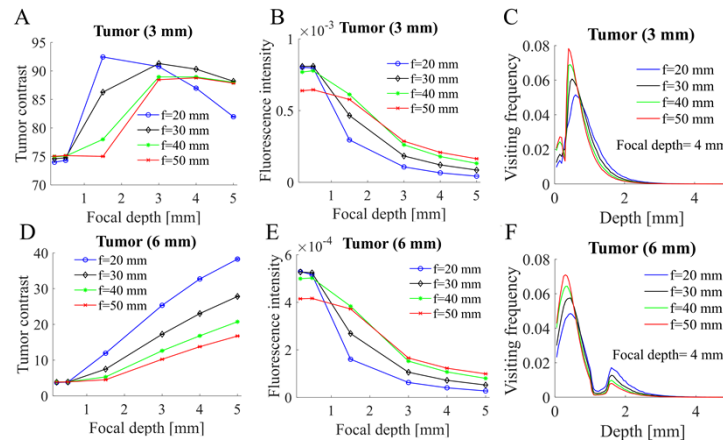 A
Tumor (3 mm)
Tumor contrast
95
90
85
80
75
70
f=20 mm
f=30 mm
f=40 mm
f=50 mm
1 2 3 4 5
Focal depth [mm]
B
×10⁻³
Tumor (3 mm)
Fluorescence intensity
1
0.5
0
f=20 mm
f=30 mm
f=40 mm
f=50 mm
1 2 3 4 5
Focal depth [mm]
C
Tumor (3 mm)
Visiting frequency
0.08
0.06
0.04
0.02
0
f=20 mm
f=30 mm
f=40 mm
f=50 mm
Focal depth= 4 mm
0 2 4
Depth [mm]
D
Tumor (6 mm)
Tumor contrast
40
30
20
10
0
f=20 mm
f=30 mm
f=40 mm
f=50 mm
1 2 3 4 5
Focal depth [mm]
E
×10⁻⁴
Tumor (6 mm)
Fluorescence intensity
6
4
2
0
f=20 mm
f=30 mm
f=40 mm
f=50 mm
1 2 3 4 5
Focal depth [mm]
F
Tumor (6 mm)
Visiting frequency
0.08
0.06
0.04
0.02
0
f=20 mm
f=30 mm
f=40 mm
f=50 mm
Focal depth= 4 mm
0 2 4
Depth [mm]